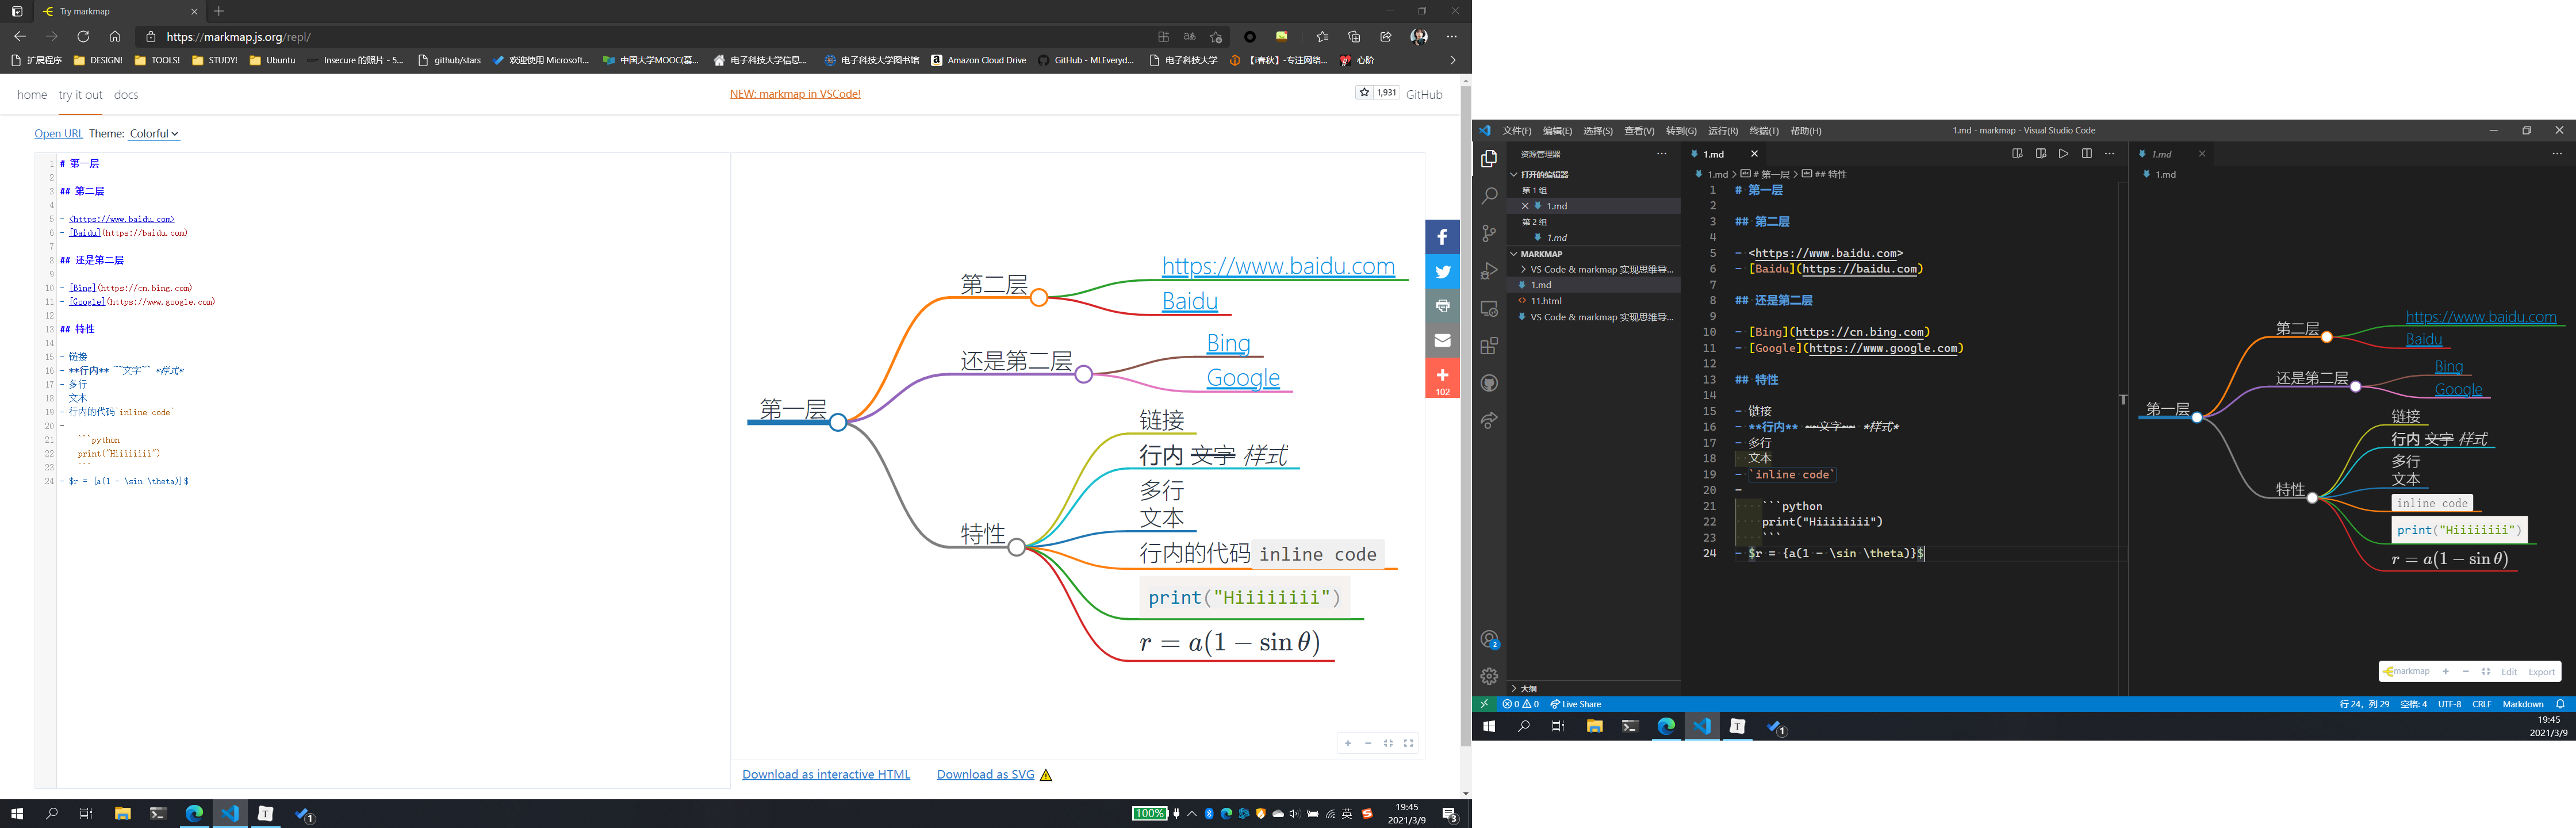 Try markmap
https://markmap.js.org/repl/
扩展程序 DESIGN! TOOLS! STUDY! Ubuntu Insecure 的照片 - 5... github/stars 欢迎使用 Microsoft... 中国大学MOOC(慕... 电子科技大学信息... 电子科技大学图书馆 Amazon Cloud Drive GitHub - MLEveryd... 电子科技大学 【i春秋】-专注网络... 心阶
home try it out docs
NEW: markmap in VSCode!
1,931 GitHub
Open URL Theme: Colorful
1 # 第一层
2
3 ## 第二层
4
5 - <https://www.baidu.com>
6 - [Baidu](https://baidu.com)
7
8 ## 还是第二层
9
10 - [Bing](https://cn.bing.com)
11 - [Google](https://www.google.com)
12
13 ## 特性
14
15 - 链接
16 - **行内** ~~文字~~ *样式*
17 - 多行
18 文本
19 - 行内的代码`inline code`
20 -
21 ```python
22 print("Hiiiiiii")
23 ```
24 - $r = {a(1 - \sin \theta)}$
第一层
第二层
https://www.baidu.com
Baidu
还是第二层
Bing
Google
特性
链接
行内 文字 样式
多行
文本
行内的代码 inline code
print("Hiiiiiii")
r = a(1 − sin θ)
102
Download as interactive HTML Download as SVG
1
100% 英 19:45
2021/3/9
3
文件(F) 编辑(E) 选择(S) 查看(V) 转到(G) 运行(R) 终端(T) 帮助(H) 1.md - markmap - Visual Studio Code
资源管理器
打开的编辑器
第 1 组
1.md
第 2 组
1.md
MARKMAP
VS Code & markmap 实现思维导...
1.md
11.html
VS Code & markmap 实现思维导...
大纲
2
1.md
1.md > # 第一层 > ## 特性
1 # 第一层
2
3 ## 第二层
4
5 - <https://www.baidu.com>
6 - [Baidu](https://baidu.com)
7
8 ## 还是第二层
9
10 - [Bing](https://cn.bing.com)
11 - [Google](https://www.google.com)
12
13 ## 特性
14
15 - 链接
16 - **行内** ~~文字~~ *样式*
17 - 多行
18 文本
19 - `inline code`
20 -
21 ```python
22 print("Hiiiiiii")
23 ```
24 - $r = {a(1 - \sin \theta)}$
1.md
1.md
第一层
第二层
https://www.baidu.com
Baidu
还是第二层
Bing
Google
特性
链接
行内 文字 样式
多行
文本
inline code
print("Hiiiiiii")
r = a(1 − sin θ)
markmap + − Edit Export
0 0 Live Share 行 24，列 29 空格: 4 UTF-8 CRLF Markdown
1
19:45
2021/3/9